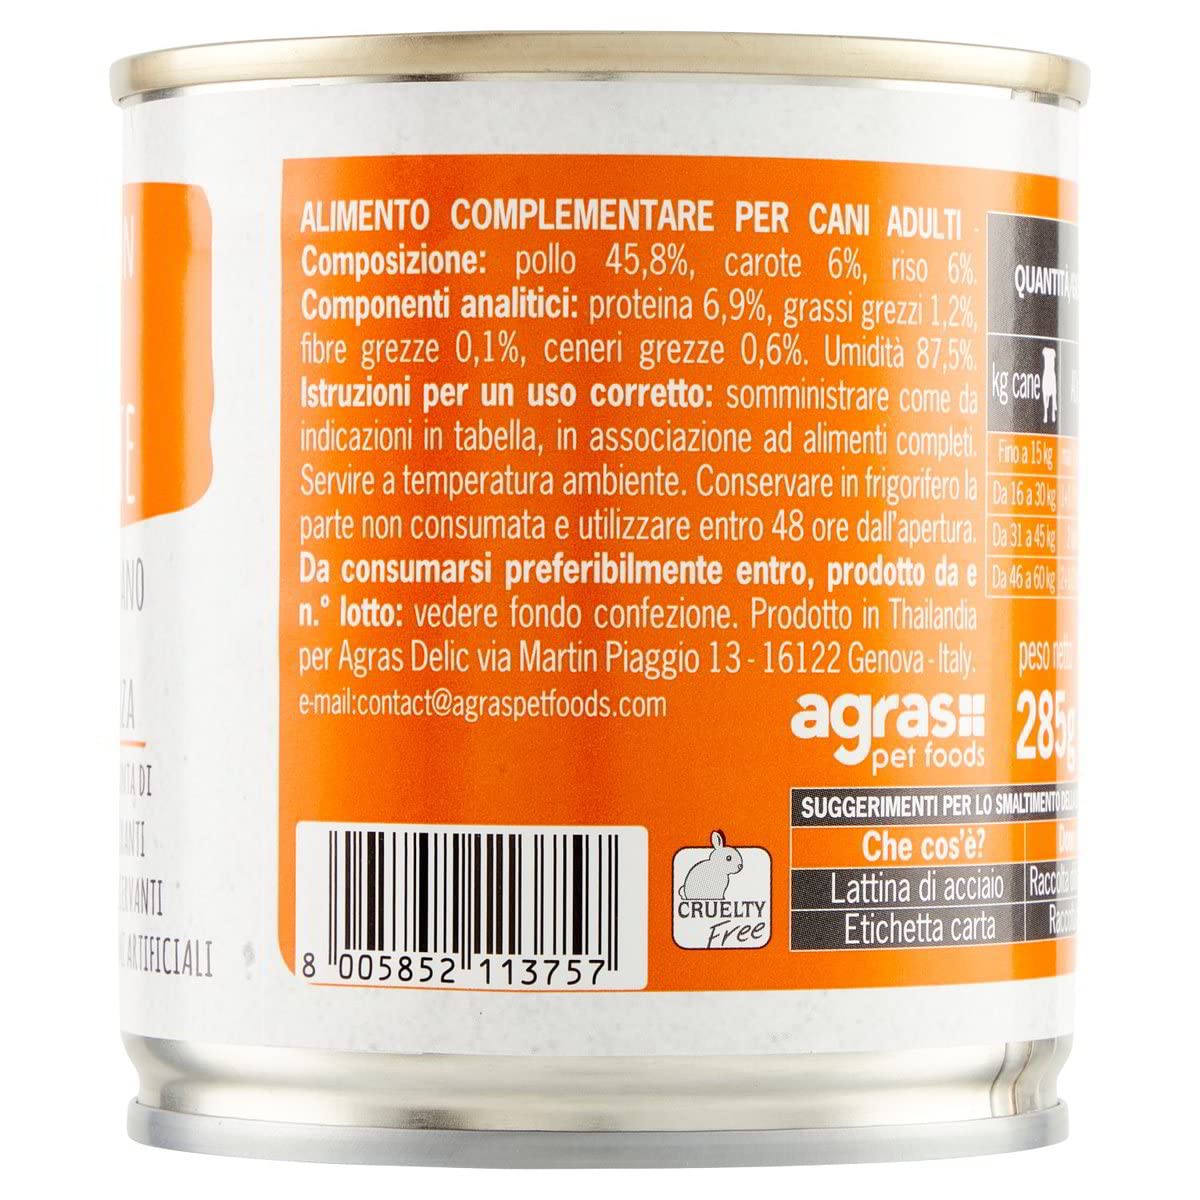 ALIMENTO COMPLEMENTARE PER CANI ADULTI -
Composizione: pollo 45,8%, carote 6%, riso 6%.
Componenti analitici: proteina 6,9%, grassi grezzi 1,2%,
fibre grezze 0,1%, ceneri grezze 0,6%. Umidità 87,5%.
Istruzioni per un uso corretto: somministrare come da
indicazioni in tabella, in associazione ad alimenti completi.
Servire a temperatura ambiente. Conservare in frigorifero la
parte non consumata e utilizzare entro 48 ore dall'apertura.
Da consumarsi preferibilmente entro, prodotto da e
n.° lotto: vedere fondo confezione. Prodotto in Thailandia
per Agras Delic via Martin Piaggio 13 - 16122 Genova - Italy.
e-mail:contact@agraspetfoods.com
agras
pet foods
8 005852 113757
CRUELTY
Free
QUANTITÀ
kg cane
Fino a 15 kg
Da 16 a 30 kg
Da 31 a 45 kg
Da 46 a 60 kg
peso netto
285g
SUGGERIMENTI PER LO SMALTIMENTO
Che cos'è?
Lattina di acciaio Raccolta
Etichetta carta
DI
ARTIFICIALI